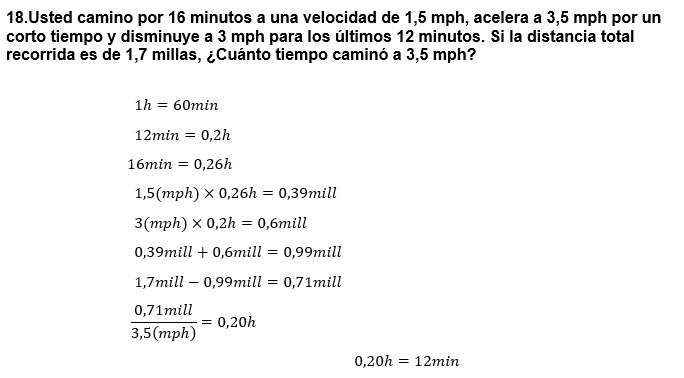 18.Usted camino por 16 minutos a una velocidad de 1,5 mph, acelera a 3,5 mph por un
corto tiempo y disminuye a 3 mph para los últimos 12 minutos. Si la distancia total
recorrida es de 1,7 millas, ¿Cuánto tiempo caminó a 3,5 mph?
1h = 60min
12min = 0,2h
16min = 0,26h
1,5(mph) × 0,26h = 0,39mill
3(mph) × 0,2h = 0,6mill
0,39mill + 0,6mill = 0,99mill
1,7mill − 0,99mill = 0,71mill
0,71mill
3,5(mph)
= 0,20h
0,20h = 12min